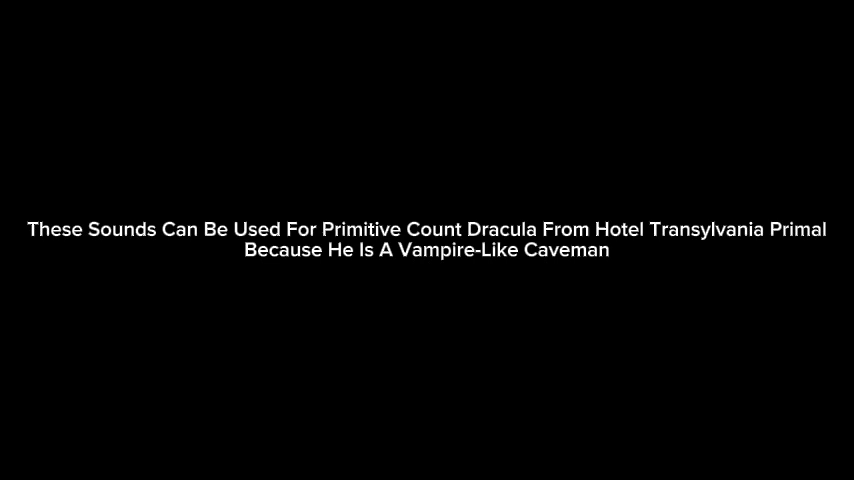 These Sounds Can Be Used For Primitive Count Dracula From Hotel Transylvania Primal
Because He Is A Vampire-Like Caveman